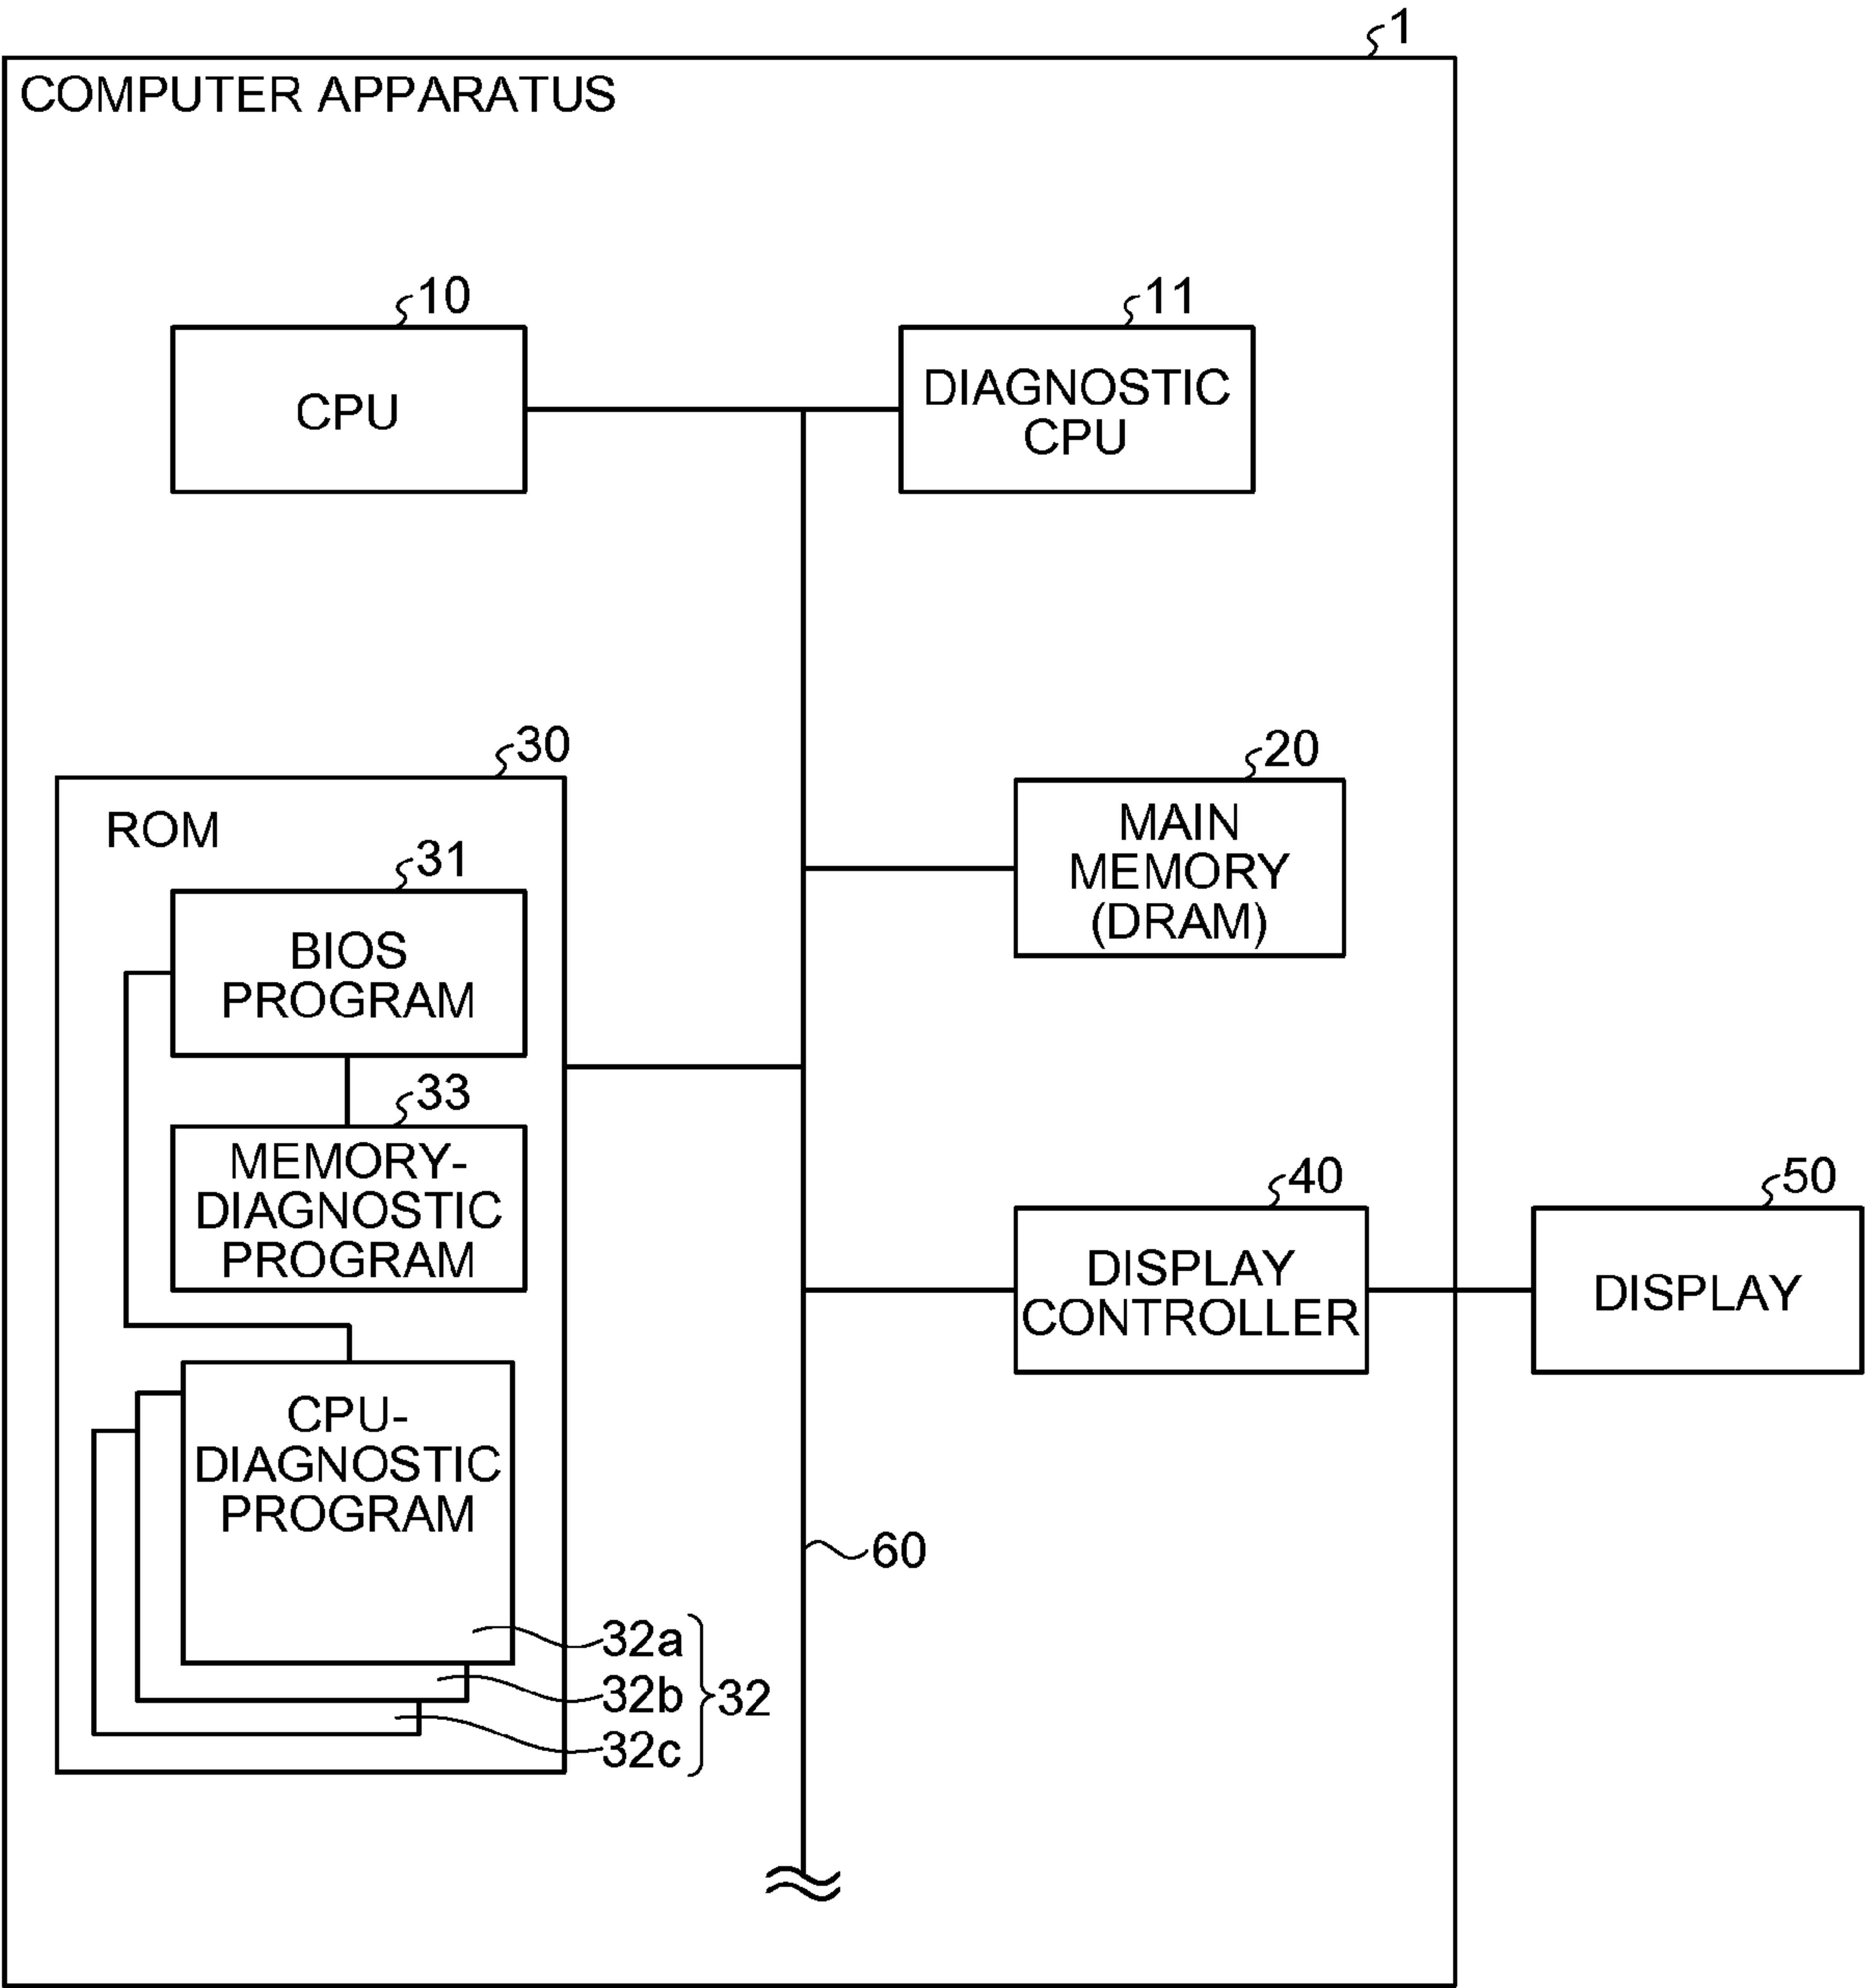 1
COMPUTER APPARATUS
10
CPU
11
DIAGNOSTIC
CPU
30
ROM
31
BIOS
PROGRAM
33
MEMORY-
DIAGNOSTIC
PROGRAM
CPU-
DIAGNOSTIC
PROGRAM
32a
32b
32c
32
20
MAIN
MEMORY
(DRAM)
40
DISPLAY
CONTROLLER
50
DISPLAY
60